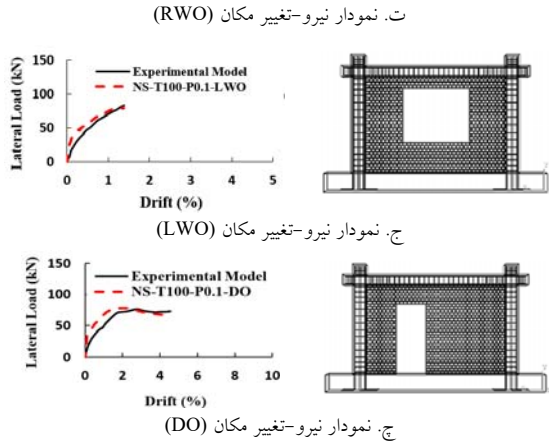 ت. نمودار نیرو-تغییر مکان (RWO)
Lateral Load (kN)
150
100
50
0
Experimental Model
NS-T100-P0.1-LWO
0 1 2 3 4 5
Drift (%)
ج. نمودار نیرو-تغییر مکان (LWO)
Lateral Load (kN)
150
100
50
0
Experimental Model
NS-T100-P0.1-DO
0 2 4 6 8 10
Drift (%)
چ. نمودار نیرو-تغییر مکان (DO)